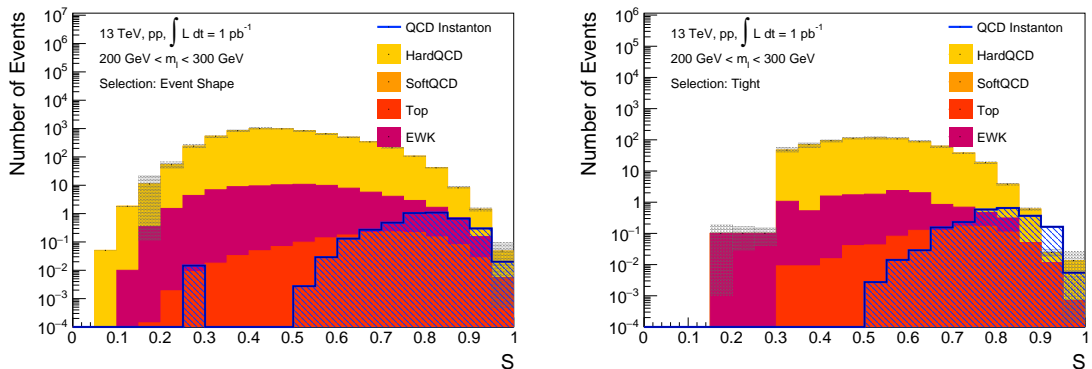 Number of Events
10⁷
10⁶
10⁵
10⁴
10³
10²
10
1
10⁻¹
10⁻²
10⁻³
10⁻⁴
13 TeV, pp, ∫ L dt = 1 pb⁻¹
200 GeV < m_I < 300 GeV
Selection: Event Shape
QCD Instanton
HardQCD
SoftQCD
Top
EWK
0 0.1 0.2 0.3 0.4 0.5 0.6 0.7 0.8 0.9 1
S
Number of Events
10⁶
10⁵
10⁴
10³
10²
10
1
10⁻¹
10⁻²
10⁻³
10⁻⁴
13 TeV, pp, ∫ L dt = 1 pb⁻¹
200 GeV < m_I < 300 GeV
Selection: Tight
QCD Instanton
HardQCD
SoftQCD
Top
EWK
0 0.1 0.2 0.3 0.4 0.5 0.6 0.7 0.8 0.9 1
S